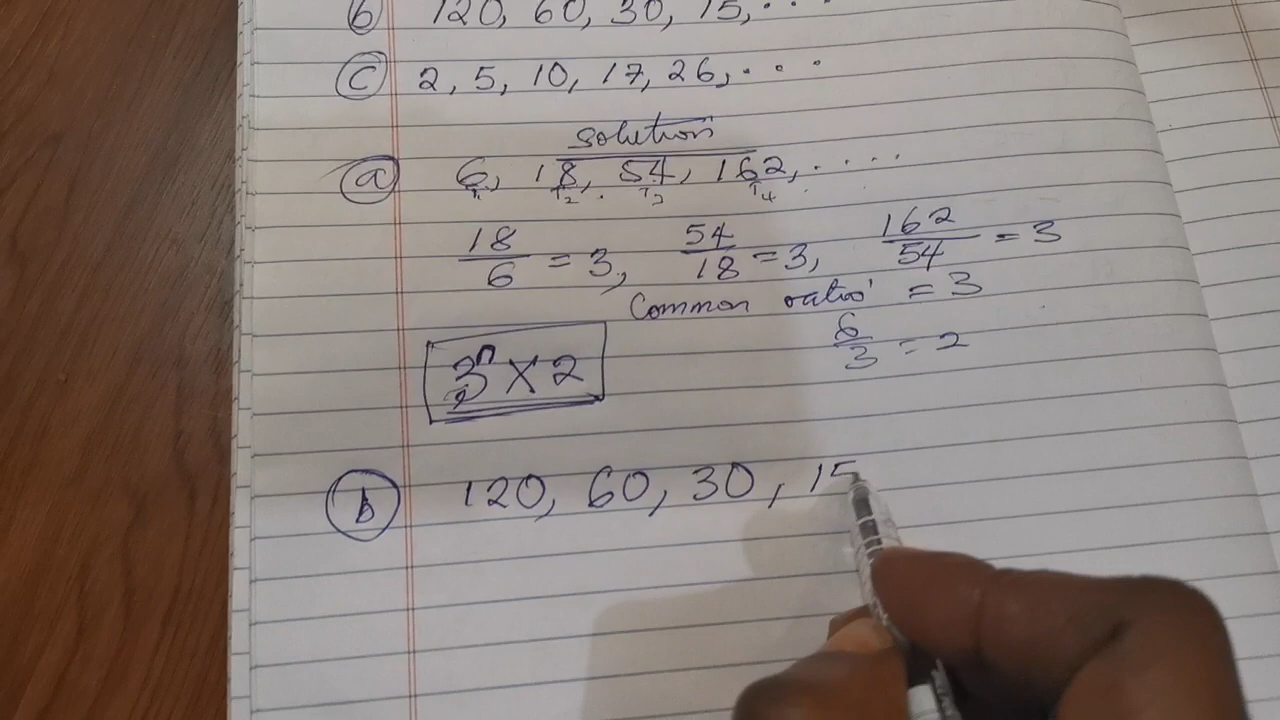 (b) 120, 60, 30, 15, . . .
(c) 2, 5, 10, 17, 26, . . .
solution
(a) 6, 18, 54, 162, . . . .
T1 T2 T3 T4
18/6 = 3, 54/18 = 3, 162/54 = 3
Common ratio = 3
6/3 = 2
3ⁿ × 2
(b) 120, 60, 30, 15